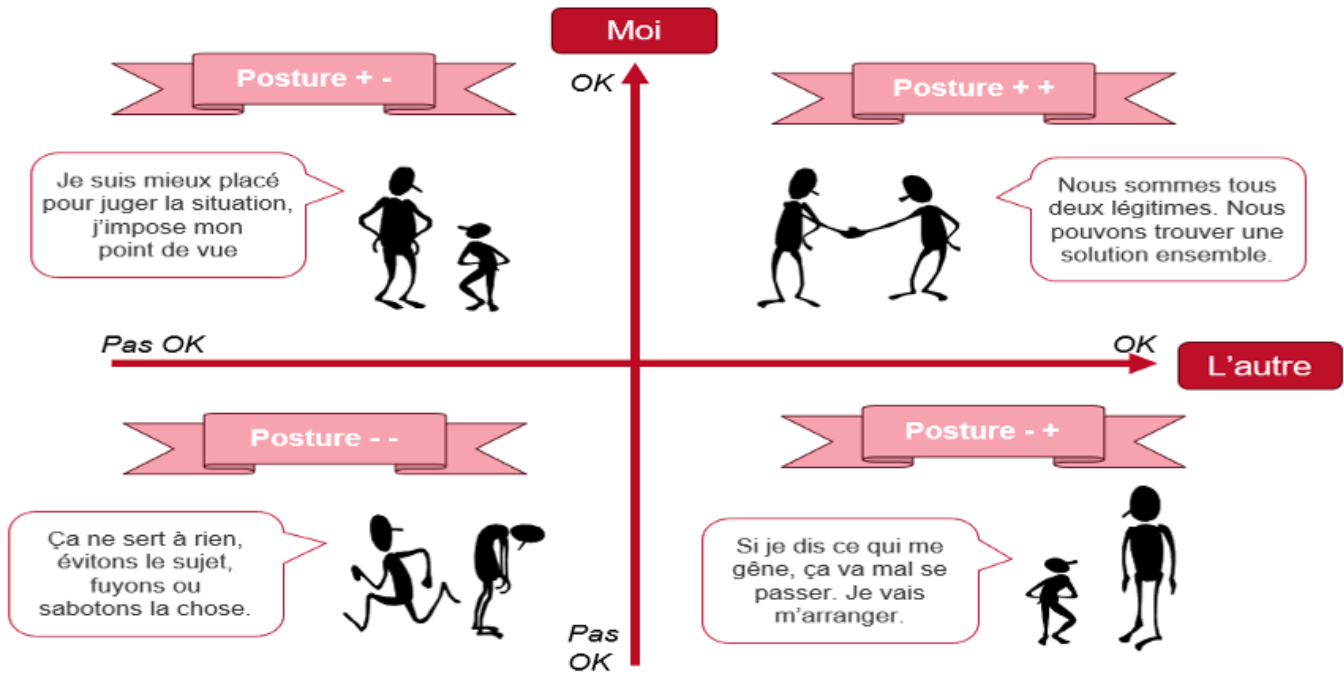 Moi
Posture + -
OK
Posture + +
Je suis mieux placé
pour juger la situation,
j'impose mon
point de vue
Nous sommes tous
deux légitimes. Nous
pouvons trouver une
solution ensemble.
Pas OK
OK
L'autre
Posture - -
Posture - +
Ça ne sert à rien,
évitons le sujet,
fuyons ou
sabotons la chose.
Si je dis ce qui me
gêne, ça va mal se
passer. Je vais
m'arranger.
Pas
OK